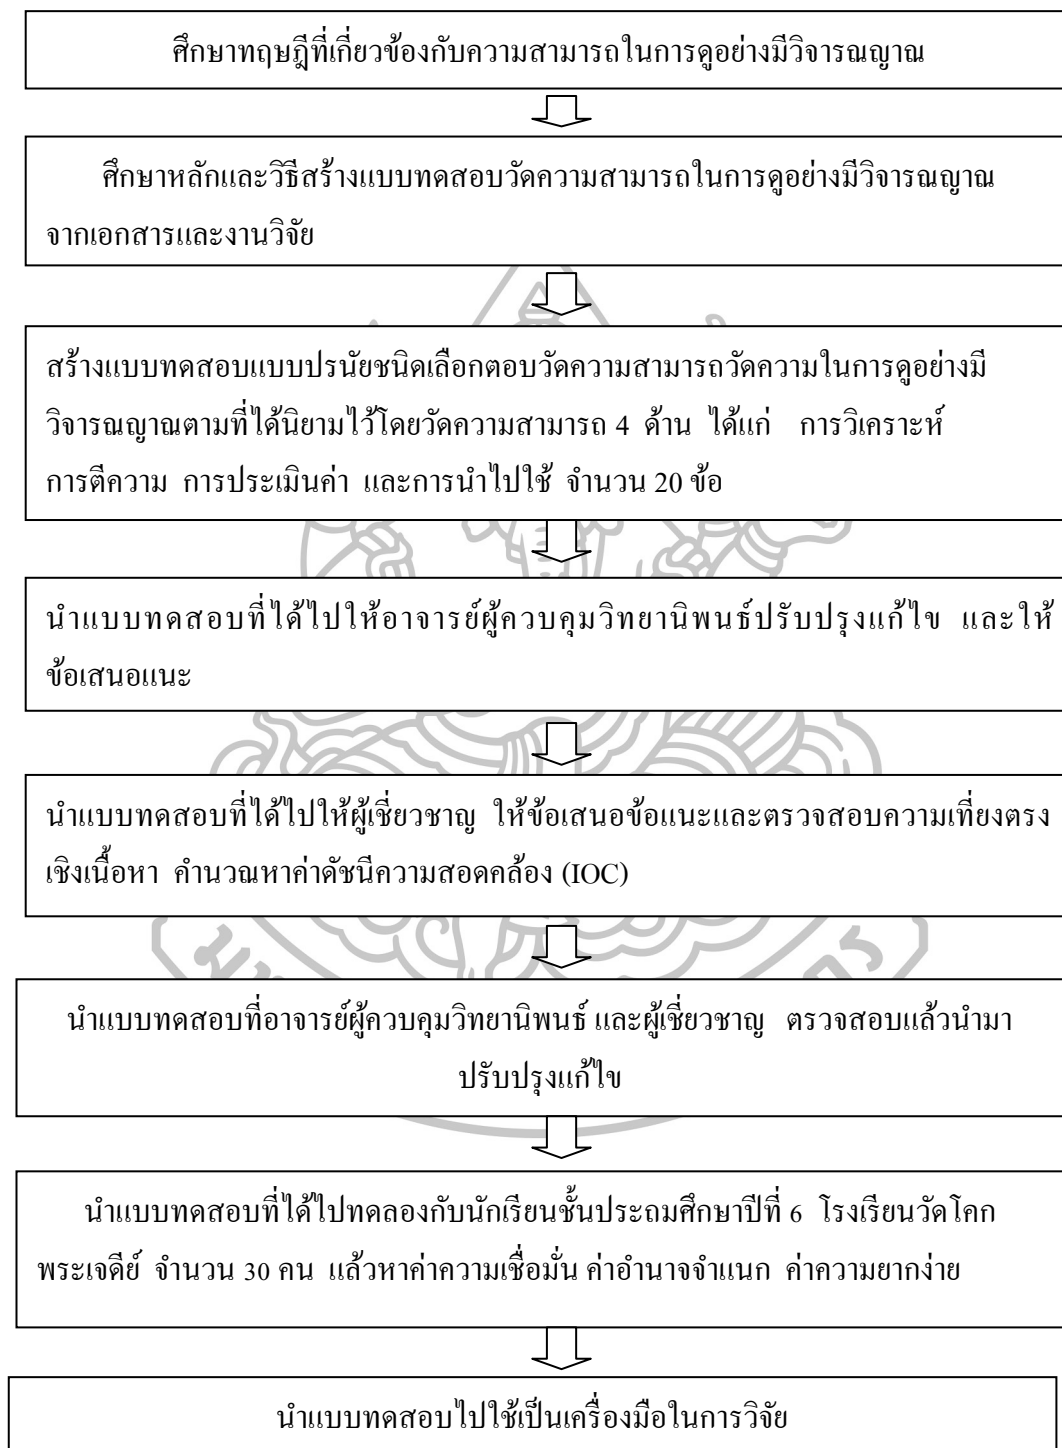 ศึกษาทฤษฎีที่เกี่ยวข้องกับความสามารถในการดูอย่างมีวิจารณญาณ
ศึกษาหลักและวิธีสร้างแบบทดสอบวัดความสามารถในการดูอย่างมีวิจารณญาณ
จากเอกสารและงานวิจัย
สร้างแบบทดสอบแบบปรนัยชนิดเลือกตอบวัดความสามารถวัดความในการดูอย่างมี
วิจารณญาณตามที่ได้นิยามไว้โดยวัดความสามารถ 4 ด้าน ได้แก่ การวิเคราะห์
การตีความ การประเมินค่า และการนำไปใช้ จำนวน 20 ข้อ
นำแบบทดสอบที่ได้ไปให้อาจารย์ผู้ควบคุมวิทยานิพนธ์ปรับปรุงแก้ไข และให้
ข้อเสนอแนะ
นำแบบทดสอบที่ได้ไปให้ผู้เชี่ยวชาญ ให้ข้อเสนอข้อแนะและตรวจสอบความเที่ยงตรง
เชิงเนื้อหา คำนวณหาค่าดัชนีความสอดคล้อง (IOC)
นำแบบทดสอบที่อาจารย์ผู้ควบคุมวิทยานิพนธ์ และผู้เชี่ยวชาญ ตรวจสอบแล้วนำมา
ปรับปรุงแก้ไข
นำแบบทดสอบที่ได้ไปทดลองกับนักเรียนชั้นประถมศึกษาปีที่ 6 โรงเรียนวัดโคก
พระเจดีย์ จำนวน 30 คน แล้วหาค่าความเชื่อมั่น ค่าอำนาจจำแนก ค่าความยากง่าย
นำแบบทดสอบไปใช้เป็นเครื่องมือในการวิจัย